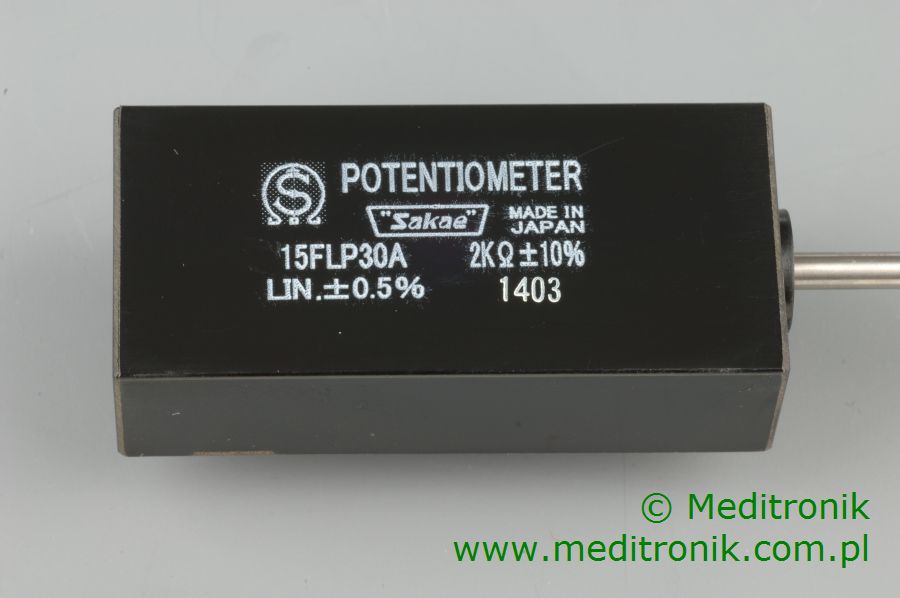 S
POTENTIOMETER
"Sakae" MADE IN JAPAN
15FLP30A 2KΩ±10%
LIN.±0.5% 1403
© Meditronik
www.meditronik.com.pl